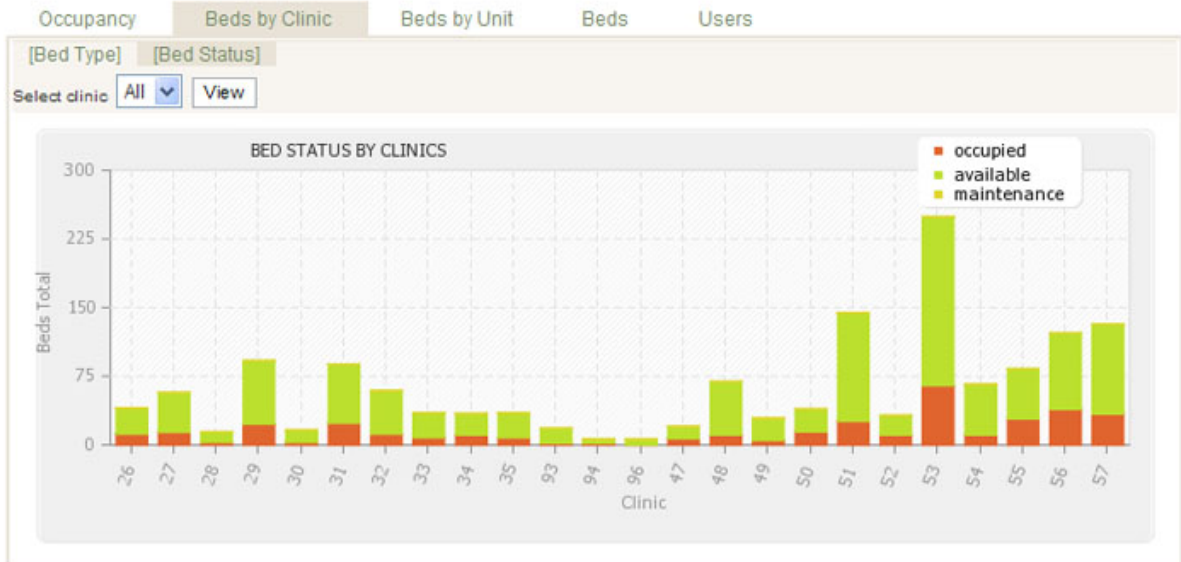 Occupancy Beds by Clinic Beds by Unit Beds Users
[Bed Type] [Bed Status]
Select clinic All View
BED STATUS BY CLINICS
occupied
available
maintenance
300
225
150
75
0
Beds Total
26 27 28 29 30 31 32 33 34 35 93 94 96 47 48 49 50 51 52 53 54 55 56 57
Clinic